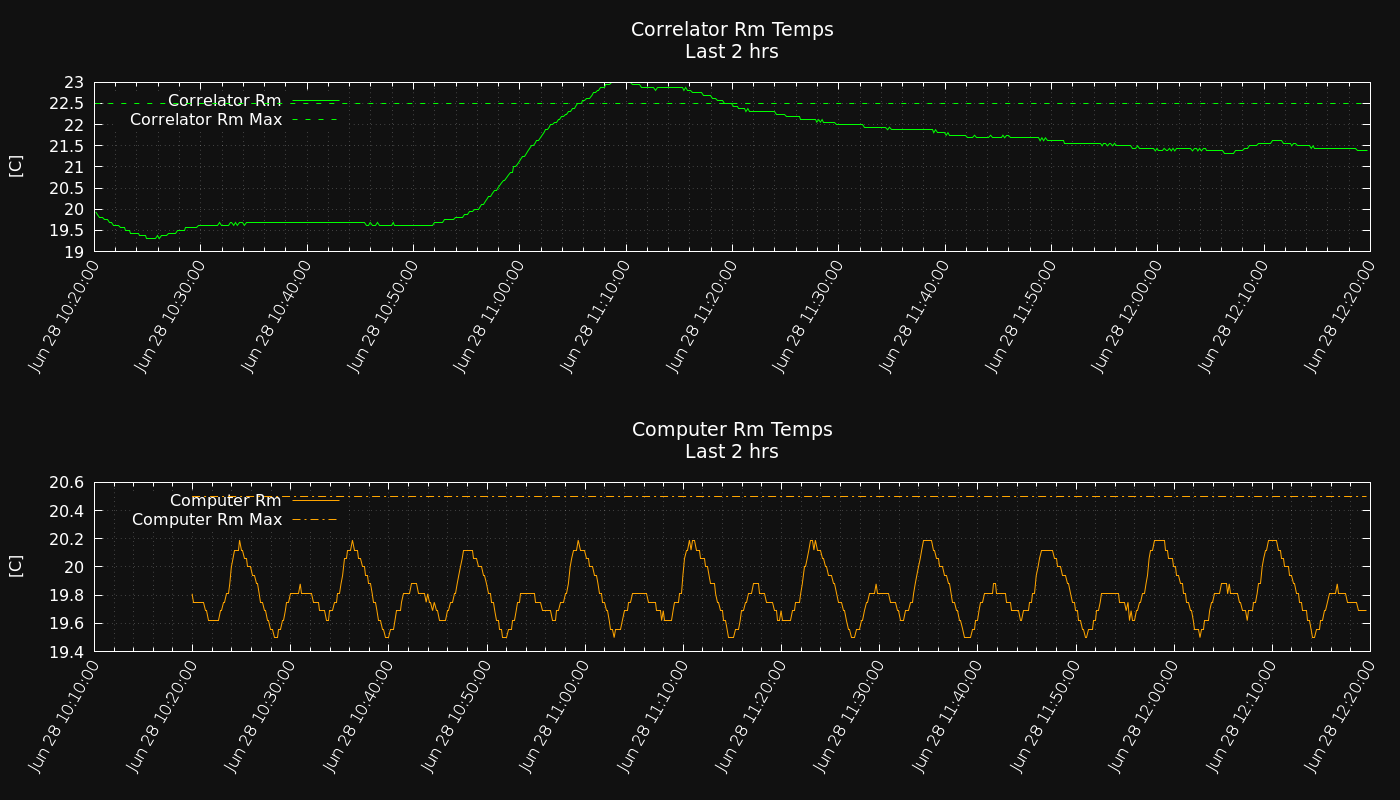 Correlator Rm Temps
Last 2 hrs
23
22.5
22
21.5
21
20.5
20
19.5
19
[C]
Correlator Rm
Correlator Rm Max
Jun 28 10:20:00
Jun 28 10:30:00
Jun 28 10:40:00
Jun 28 10:50:00
Jun 28 11:00:00
Jun 28 11:10:00
Jun 28 11:20:00
Jun 28 11:30:00
Jun 28 11:40:00
Jun 28 11:50:00
Jun 28 12:00:00
Jun 28 12:10:00
Jun 28 12:20:00
Computer Rm Temps
Last 2 hrs
20.6
20.4
20.2
20
19.8
19.6
19.4
[C]
Computer Rm
Computer Rm Max
Jun 28 10:10:00
Jun 28 10:20:00
Jun 28 10:30:00
Jun 28 10:40:00
Jun 28 10:50:00
Jun 28 11:00:00
Jun 28 11:10:00
Jun 28 11:20:00
Jun 28 11:30:00
Jun 28 11:40:00
Jun 28 11:50:00
Jun 28 12:00:00
Jun 28 12:10:00
Jun 28 12:20:00